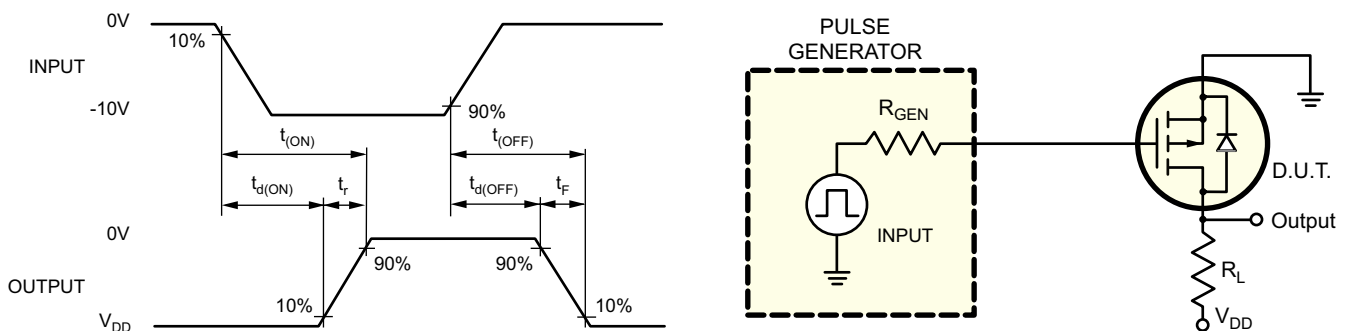 0V
10%
INPUT
-10V
90%
t(ON)
t(OFF)
td(ON)
tr
td(OFF)
tF
0V
90%
90%
OUTPUT
10%
10%
VDD
PULSE
GENERATOR
RGEN
INPUT
D.U.T.
Output
RL
VDD